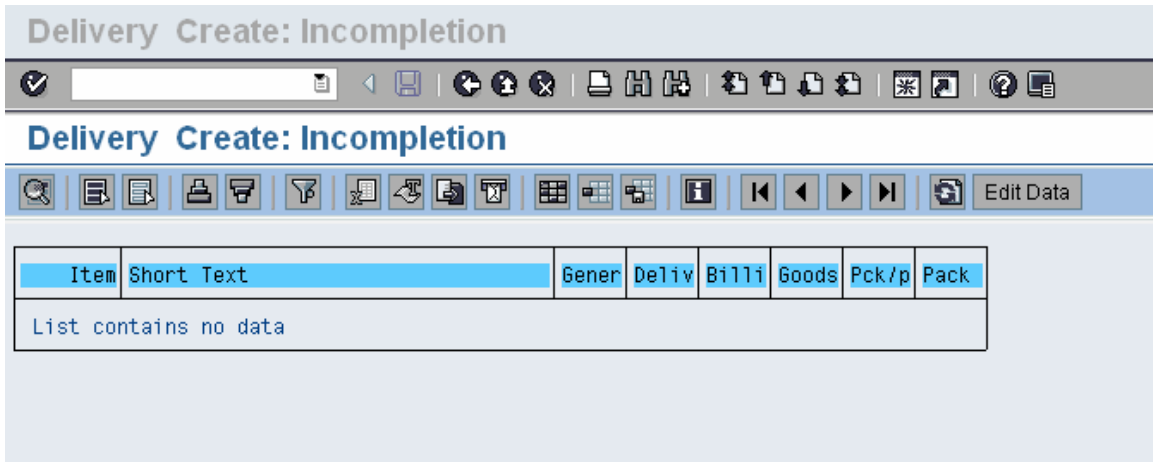 Delivery Create: Incompletion
Delivery Create: Incompletion
Edit Data
Item Short Text Gener Deliv Billi Goods Pck/p Pack
List contains no data